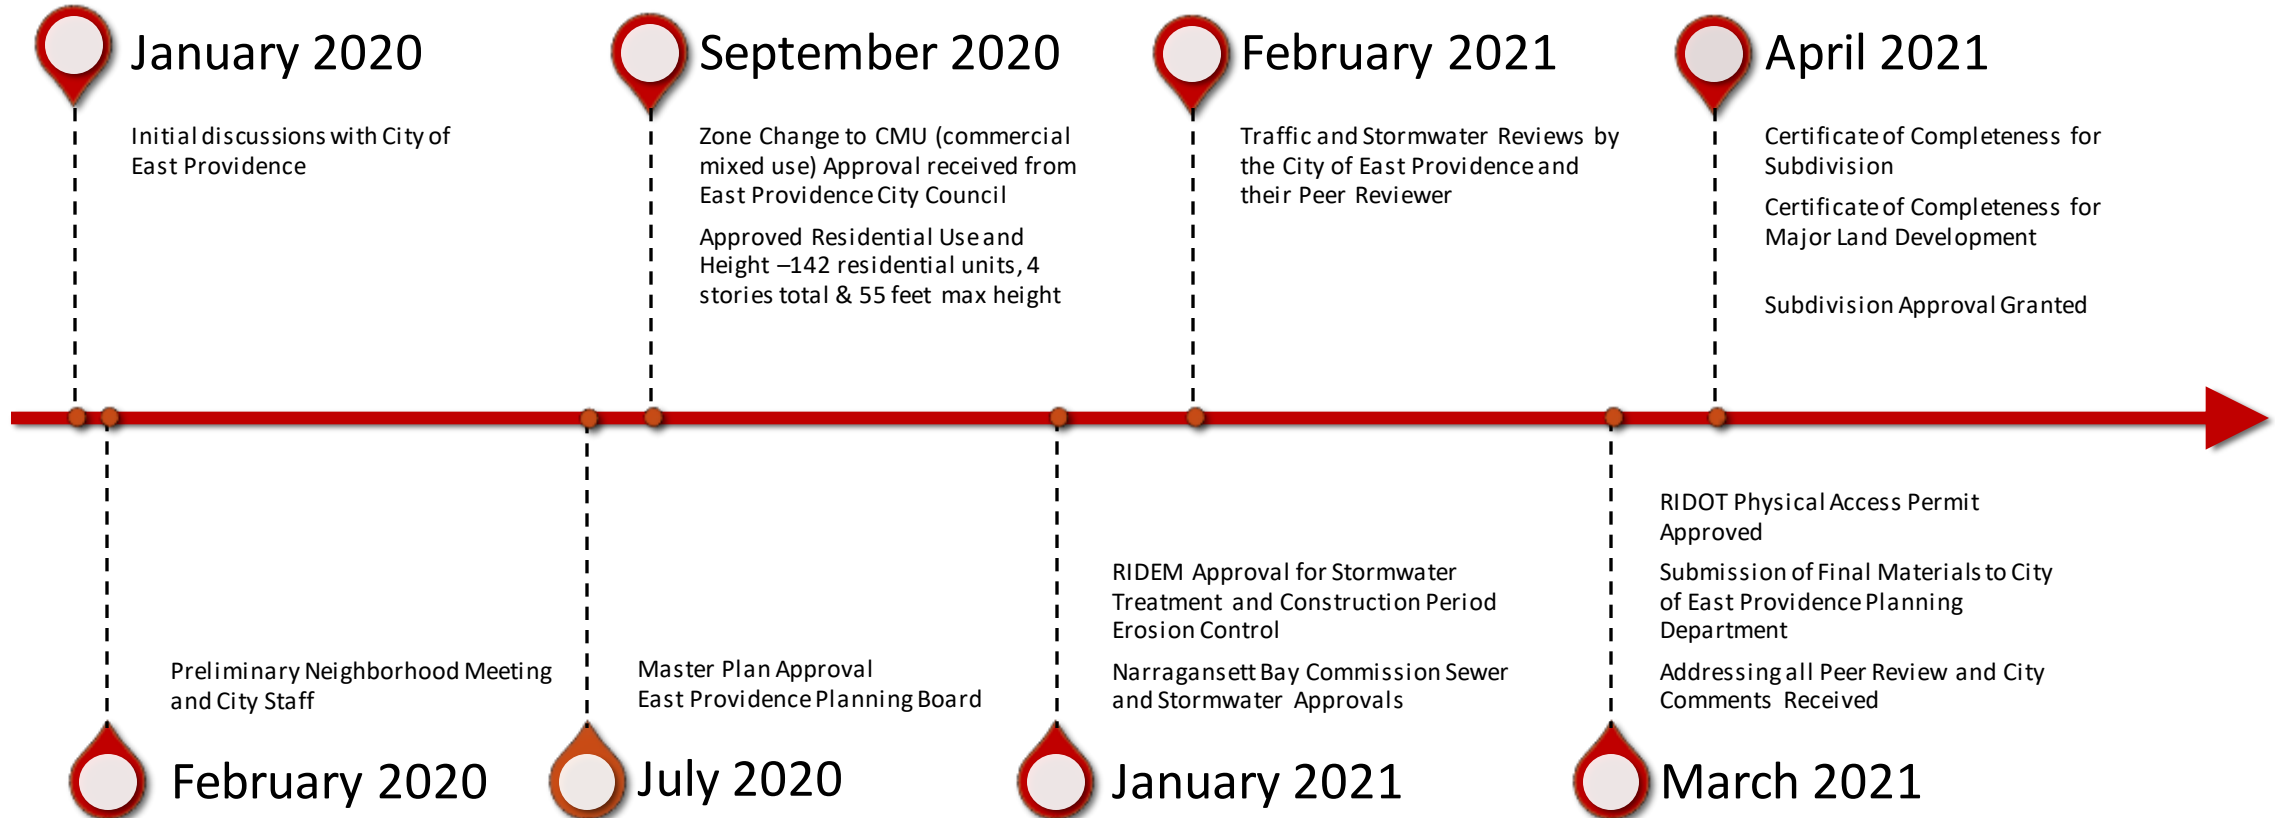 January 2020
Initial discussions with City of
East Providence
September 2020
Zone Change to CMU (commercial
mixed use) Approval received from
East Providence City Council
Approved Residential Use and
Height –142 residential units, 4
stories total & 55 feet max height
February 2021
Traffic and Stormwater Reviews by
the City of East Providence and
their Peer Reviewer
April 2021
Certificate of Completeness for
Subdivision
Certificate of Completeness for
Major Land Development
Subdivision Approval Granted
Preliminary Neighborhood Meeting
and City Staff
February 2020
Master Plan Approval
East Providence Planning Board
July 2020
RIDEM Approval for Stormwater
Treatment and Construction Period
Erosion Control
Narragansett Bay Commission Sewer
and Stormwater Approvals
January 2021
RIDOT Physical Access Permit
Approved
Submission of Final Materials to City
of East Providence Planning
Department
Addressing all Peer Review and City
Comments Received
March 2021